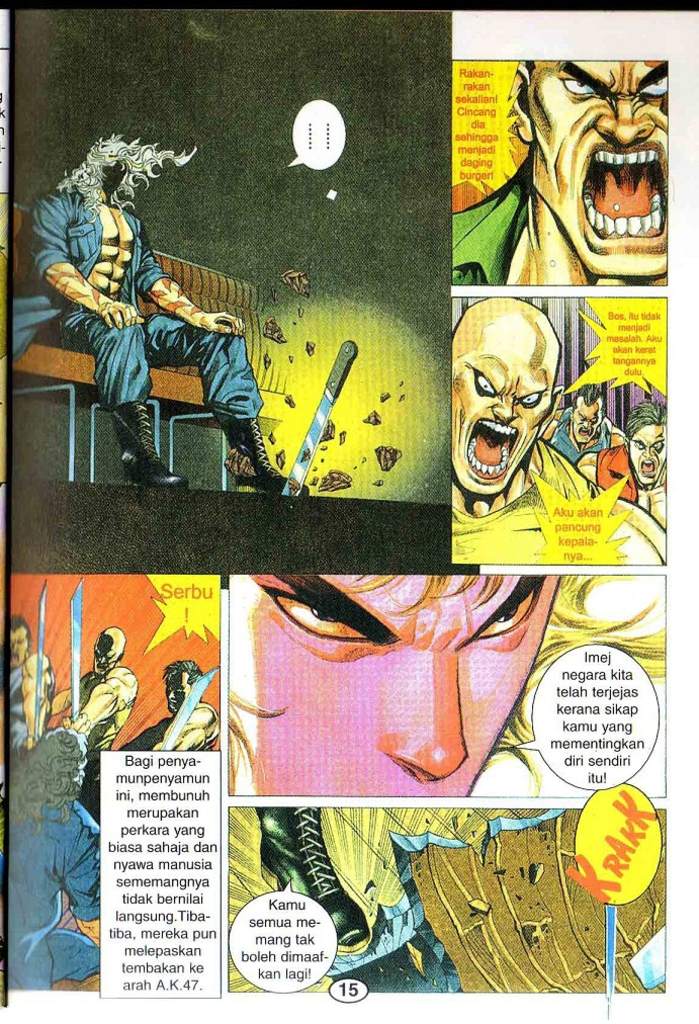 ! ! !
! ! !
Rakan-
rakan
sekalian!
Cincang
dia
sehingga
menjadi
daging
burger!
Bos, itu tidak
menjadi
masalah. Aku
akan kerat
tangannya
dulu.
Aku akan
pancung
kepala-
nya...
Serbu
!
Bagi penya-
munpenyamun
ini, membunuh
merupakan
perkara yang
biasa sahaja dan
nyawa manusia
sememangnya
tidak bernilai
langsung.Tiba-
tiba, mereka pun
melepaskan
tembakan ke
arah A.K.47.
Imej
negara kita
telah terjejas
kerana sikap
kamu yang
mementingkan
diri sendiri
itu!
KRAKK
Kamu
semua me-
mang tak
boleh dimaaf-
kan lagi!
15